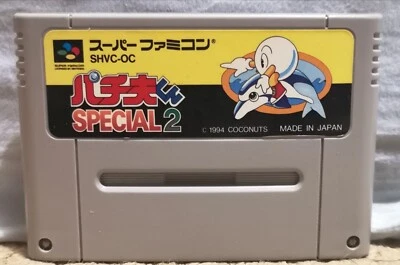 スーパーファミコン
SHVC-OC
パチ夫くん
SPECIAL 2
© 1994 COCONUTS
MADE IN JAPAN